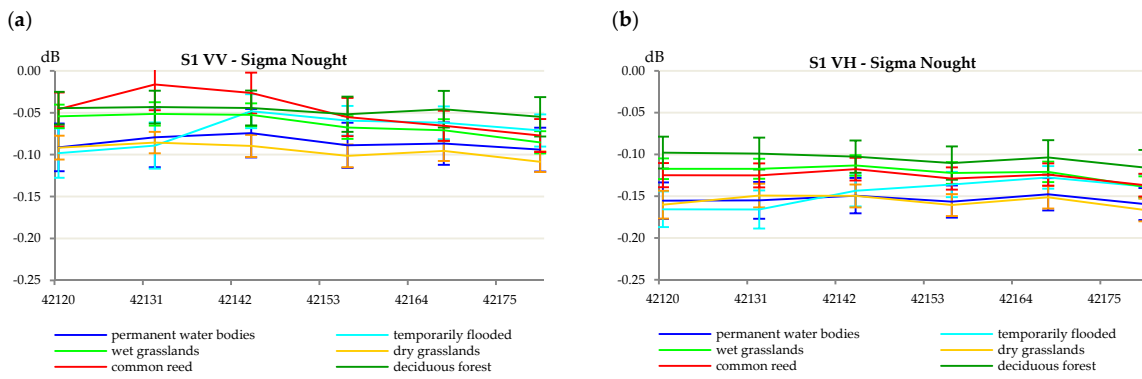 (a)
dB
S1 VV - Sigma Nought
0.00
-0.05
-0.10
-0.15
-0.20
-0.25
42120 42131 42142 42153 42164 42175
permanent water bodies temporarily flooded
wet grasslands dry grasslands
common reed deciduous forest
(b)
dB
S1 VH - Sigma Nought
0.00
-0.05
-0.10
-0.15
-0.20
-0.25
42120 42131 42142 42153 42164 42175
permanent water bodies temporarily flooded
wet grasslands dry grasslands
common reed deciduous forest